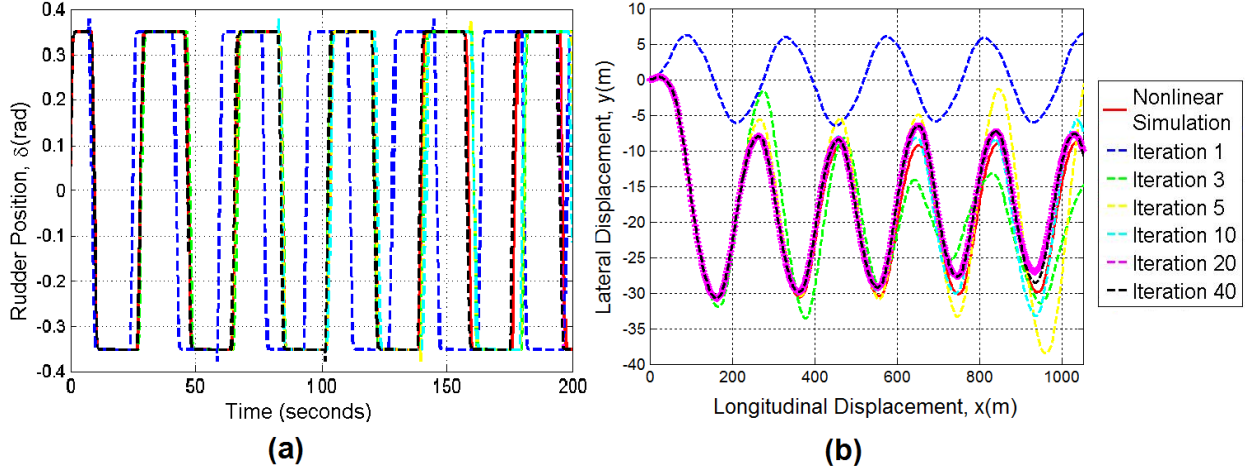 0.4
0.3
0.2
0.1
0
-0.1
-0.2
-0.3
-0.4
Rudder Position, δ(rad)
0 50 100 150 200
Time (seconds)
(a)
10
5
0
-5
-10
-15
-20
-25
-30
-35
-40
Lateral Displacement, y(m)
0 200 400 600 800 1000
Longitudinal Displacement, x(m)
(b)
Nonlinear
Simulation
Iteration 1
Iteration 3
Iteration 5
Iteration 10
Iteration 20
Iteration 40